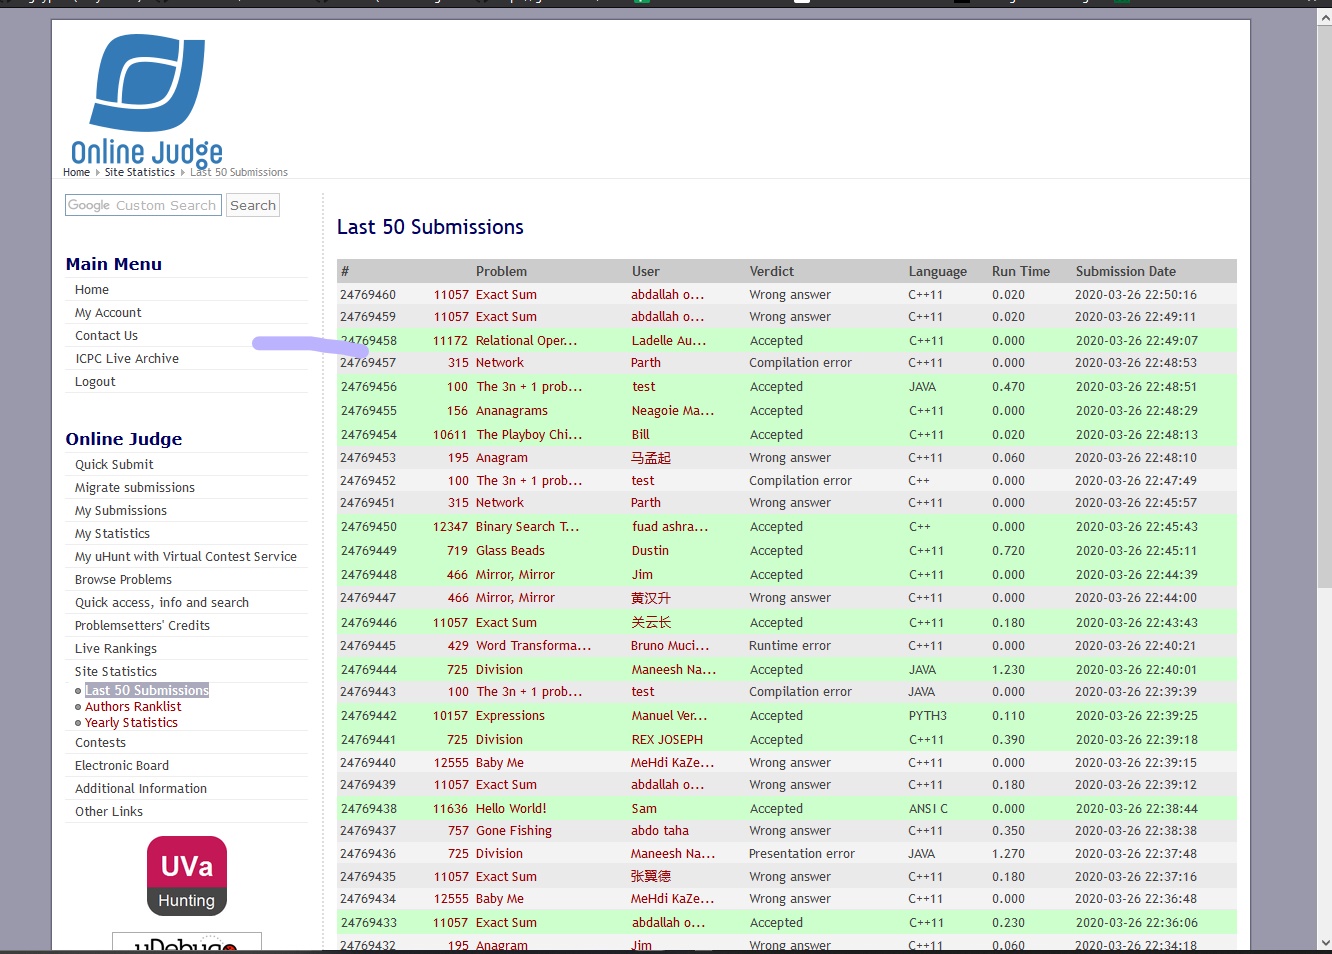 Online Judge
Home Site Statistics Last 50 Submissions
Google Custom Search Search
Main Menu
Home
My Account
Contact Us
ICPC Live Archive
Logout
Online Judge
Quick Submit
Migrate submissions
My Submissions
My Statistics
My uHunt with Virtual Contest Service
Browse Problems
Quick access, info and search
Problemsetters' Credits
Live Rankings
Site Statistics
Last 50 Submissions
Authors Ranklist
Yearly Statistics
Contests
Electronic Board
Additional Information
Other Links
UVa
Hunting
uDebug
Last 50 Submissions
# Problem User Verdict Language Run Time Submission Date
24769460 11057 Exact Sum abdallah o... Wrong answer C++11 0.020 2020-03-26 22:50:16
24769459 11057 Exact Sum abdallah o... Wrong answer C++11 0.020 2020-03-26 22:49:11
24769458 11172 Relational Oper... Ladelle Au... Accepted C++11 0.000 2020-03-26 22:49:07
24769457 315 Network Parth Compilation error C++11 0.000 2020-03-26 22:48:53
24769456 100 The 3n + 1 prob... test Accepted JAVA 0.470 2020-03-26 22:48:51
24769455 156 Ananagrams Neagoie Ma... Accepted C++11 0.000 2020-03-26 22:48:29
24769454 10611 The Playboy Chi... Bill Accepted C++11 0.020 2020-03-26 22:48:13
24769453 195 Anagram 马孟起 Wrong answer C++11 0.060 2020-03-26 22:48:10
24769452 100 The 3n + 1 prob... test Compilation error C++ 0.000 2020-03-26 22:47:49
24769451 315 Network Parth Wrong answer C++11 0.000 2020-03-26 22:45:57
24769450 12347 Binary Search T... fuad ashra... Accepted C++ 0.000 2020-03-26 22:45:43
24769449 719 Glass Beads Dustin Accepted C++11 0.720 2020-03-26 22:45:11
24769448 466 Mirror, Mirror Jim Accepted C++11 0.000 2020-03-26 22:44:39
24769447 466 Mirror, Mirror 黄汉升 Wrong answer C++11 0.000 2020-03-26 22:44:00
24769446 11057 Exact Sum 关云长 Accepted C++11 0.180 2020-03-26 22:43:43
24769445 429 Word Transforma... Bruno Muci... Runtime error C++11 0.000 2020-03-26 22:40:21
24769444 725 Division Maneesh Na... Accepted JAVA 1.230 2020-03-26 22:40:01
24769443 100 The 3n + 1 prob... test Compilation error JAVA 0.000 2020-03-26 22:39:39
24769442 10157 Expressions Manuel Ver... Accepted PYTH3 0.110 2020-03-26 22:39:25
24769441 725 Division REX JOSEPH Accepted C++11 0.390 2020-03-26 22:39:18
24769440 12555 Baby Me MeHdi KaZe... Wrong answer C++11 0.000 2020-03-26 22:39:15
24769439 11057 Exact Sum abdallah o... Wrong answer C++11 0.180 2020-03-26 22:39:12
24769438 11636 Hello World! Sam Accepted ANSI C 0.000 2020-03-26 22:38:44
24769437 757 Gone Fishing abdo taha Wrong answer C++11 0.350 2020-03-26 22:38:38
24769436 725 Division Maneesh Na... Presentation error JAVA 1.270 2020-03-26 22:37:48
24769435 11057 Exact Sum 张翼德 Wrong answer C++11 0.180 2020-03-26 22:37:16
24769434 12555 Baby Me MeHdi KaZe... Wrong answer C++11 0.000 2020-03-26 22:36:48
24769433 11057 Exact Sum abdallah o... Accepted C++11 0.230 2020-03-26 22:36:06
24769432 195 Anagram Jim Wrong answer C++11 0.060 2020-03-26 22:34:18